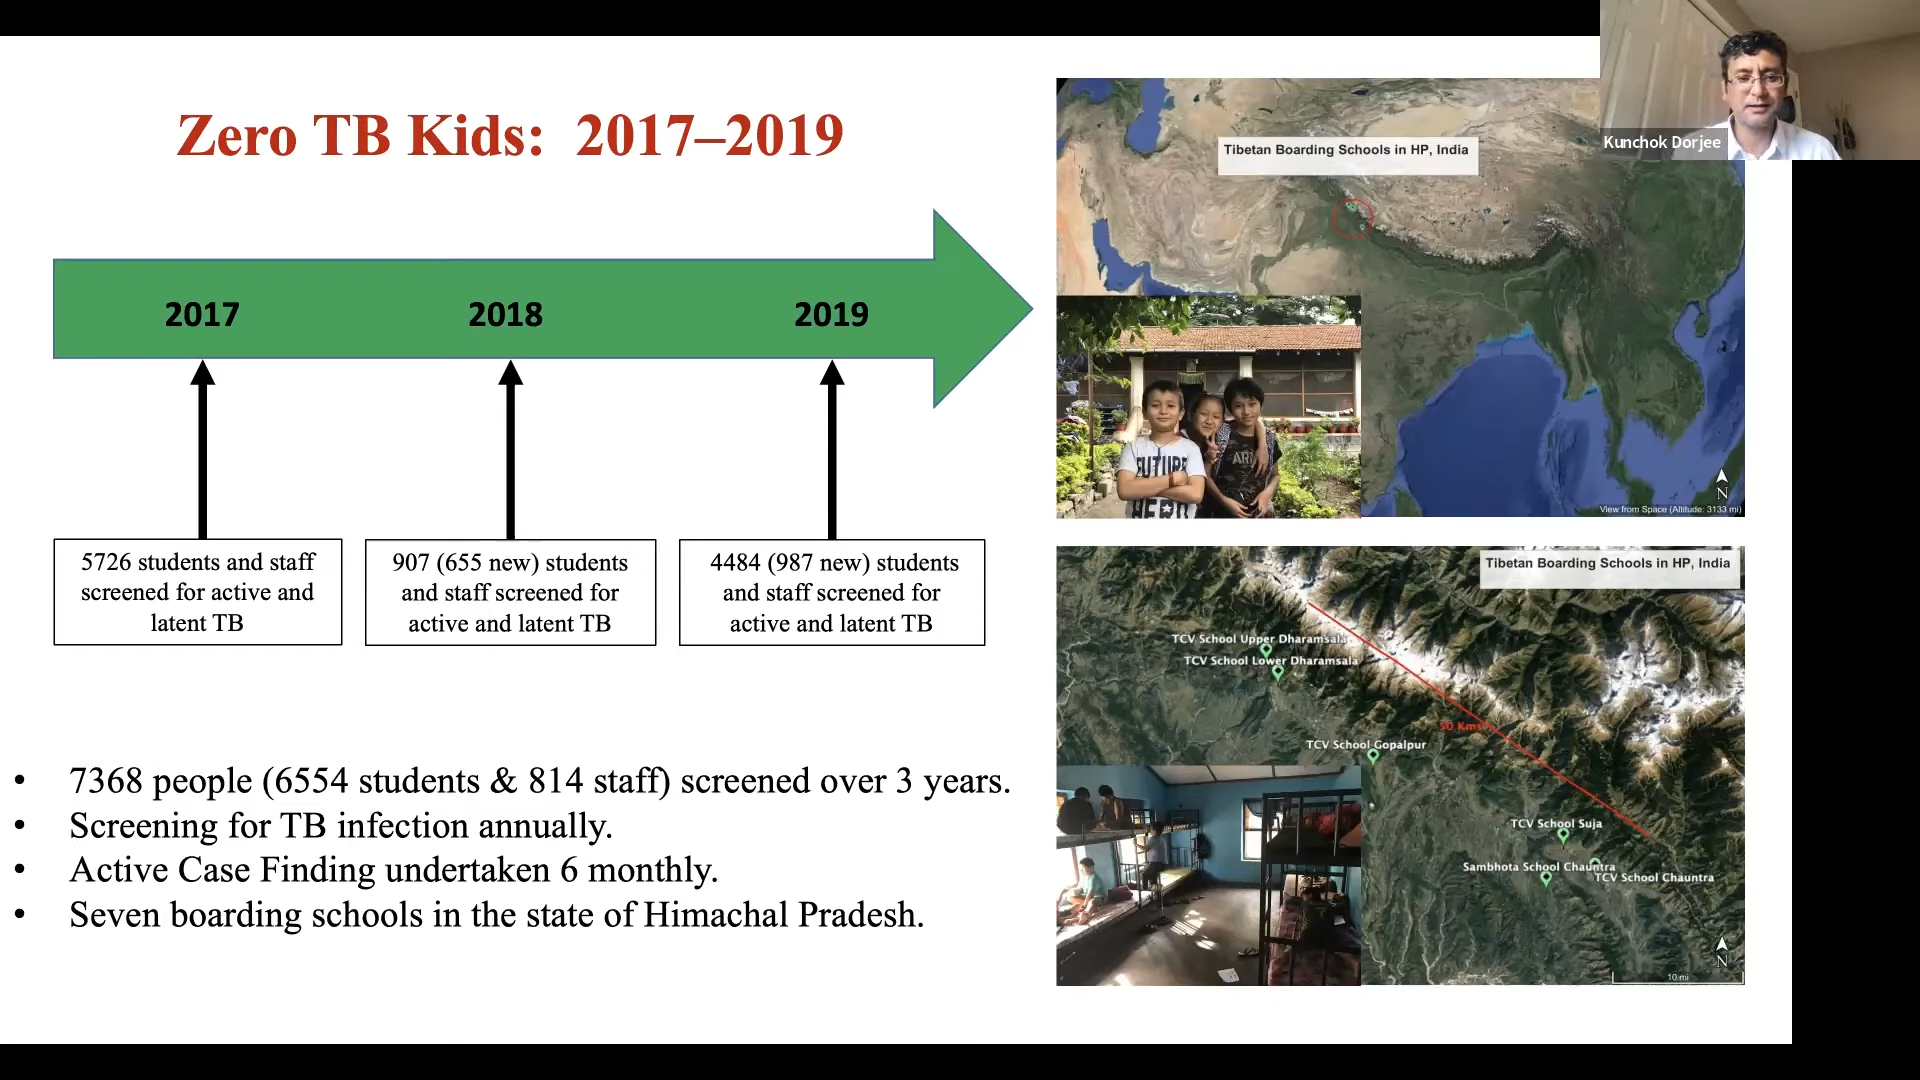 Zero TB Kids:  2017–2019
2017
2018
2019
5726 students and staff
screened for active and
latent TB
907 (655 new) students
and staff screened for
active and latent TB
4484 (987 new) students
and staff screened for
active and latent TB
• 7368 people (6554 students & 814 staff) screened over 3 years.
• Screening for TB infection annually.
• Active Case Finding undertaken 6 monthly.
• Seven boarding schools in the state of Himachal Pradesh.
Kunchok Dorjee
Tibetan Boarding Schools in HP, India
FUTURE
HERO
N
View from Space (Altitude: 3133 mi)
Tibetan Boarding Schools in HP, India
TCV School Upper Dharamsala
TCV School Lower Dharamsala
50 Kms
TCV School Gopalpur
TCV School Suja
Sambhota School Chauntra
TCV School Chauntra
N
10 mi